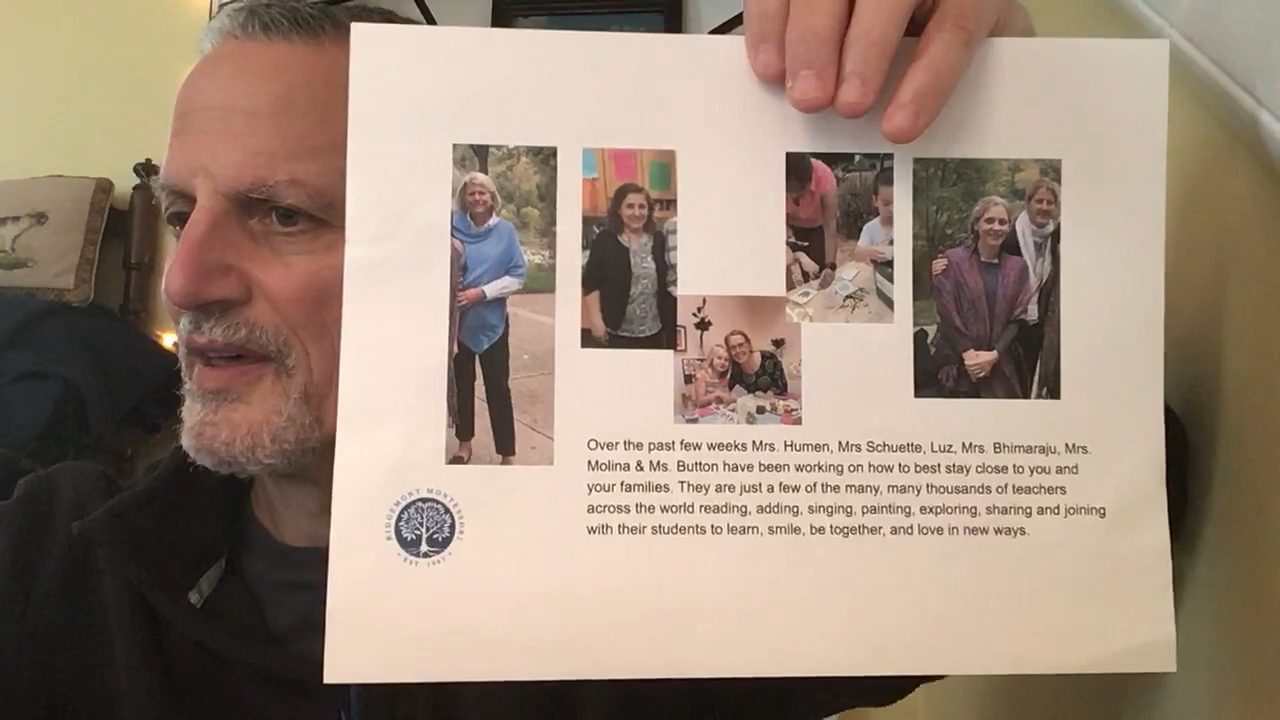 Over the past few weeks Mrs. Humen, Mrs Schuette, Luz, Mrs. Bhimaraju, Mrs.
Molina & Ms. Button have been working on how to best stay close to you and
your families. They are just a few of the many, many thousands of teachers
across the world reading, adding, singing, painting, exploring, sharing and joining
with their students to learn, smile, be together, and love in new ways.
RIDGEMONT MONTESSORI
EST.